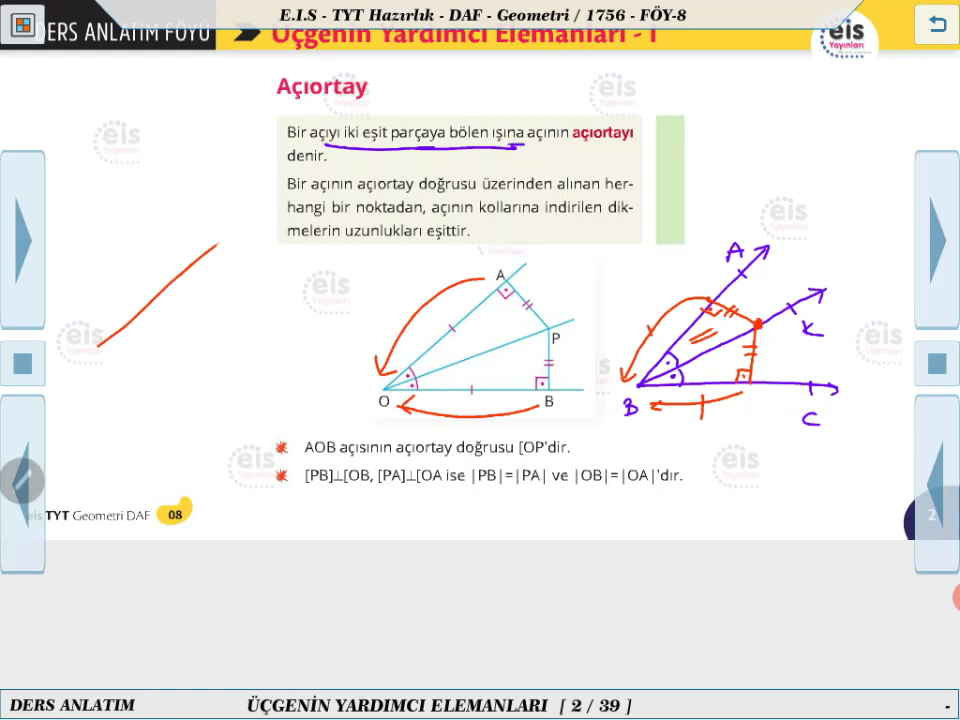 E.I.S - TYT Hazırlık - DAF - Geometri / 1756 - FÖY-8
DERS ANLATIM FÖYÜ
Üçgenin Yardımcı Elemanları - I
eis
Yayınları
Açıortay
Bir açıyı iki eşit parçaya bölen ışına açının açıortayı
denir.
Bir açının açıortay doğrusu üzerinden alınan her-
hangi bir noktadan, açının kollarına indirilen dik-
melerin uzunlukları eşittir.
A
P
O
B
A
K
B
C
AOB açısının açıortay doğrusu [OP'dir.
[PB]⊥[OB, [PA]⊥[OA ise |PB|=|PA| ve |OB|=|OA|'dır.
eis TYT Geometri DAF 08
2
DERS ANLATIM
ÜÇGENİN YARDIMCI ELEMANLARI [ 2 / 39 ]
-